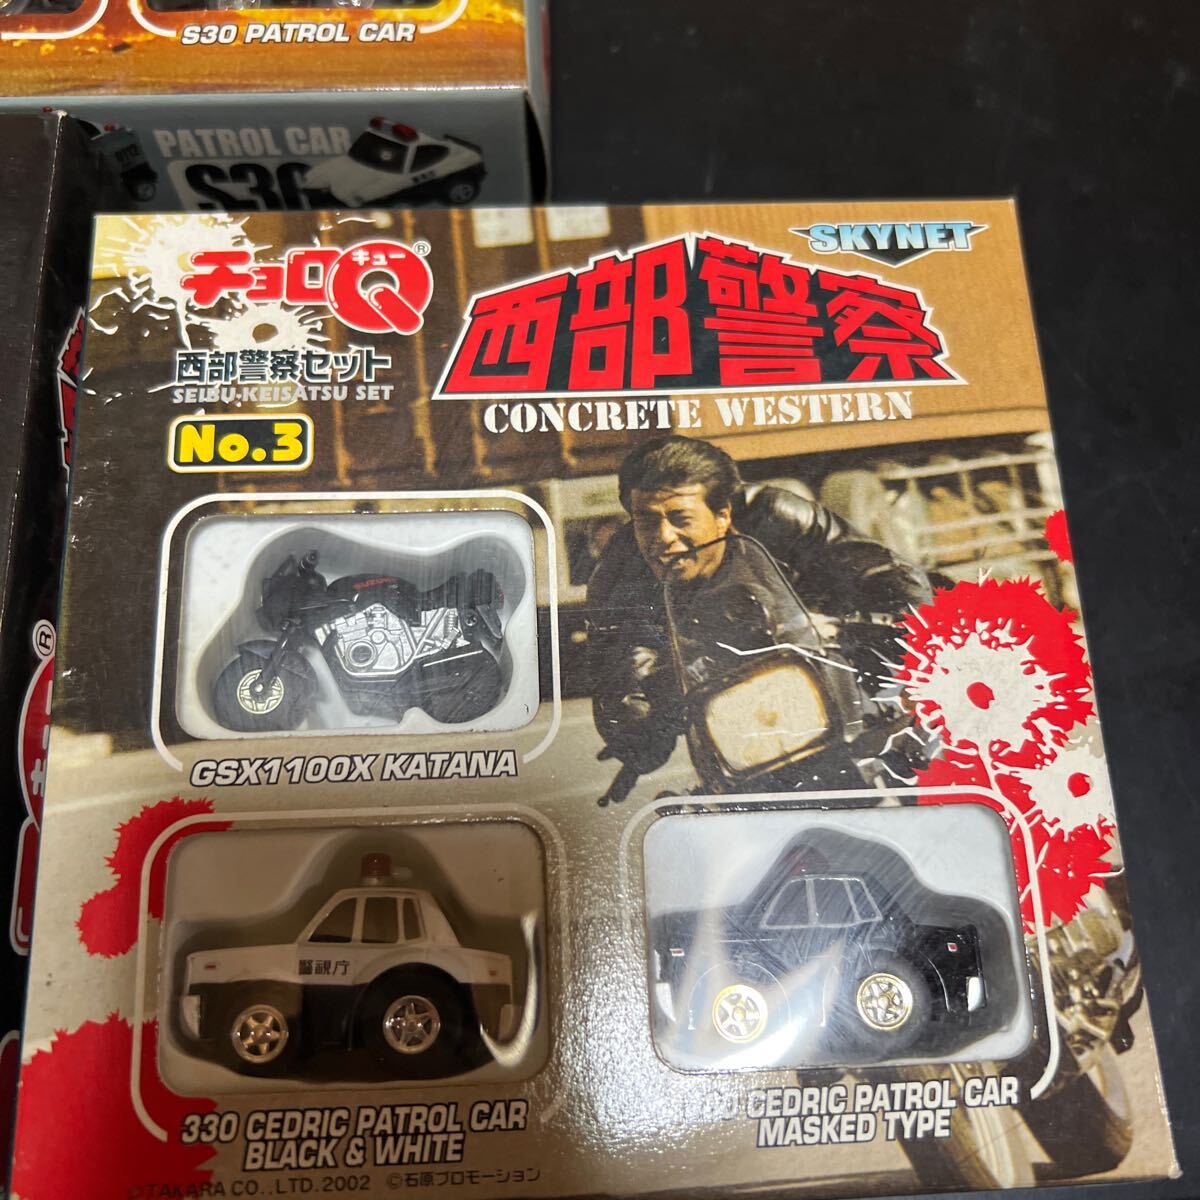 S30 PATROL CAR
PATROL CAR
S30
チョロQ
キュー
®
西部警察セット
SEIBU-KEISATSU SET
No.3
SKYNET
西部警察
CONCRETE WESTERN
SUZUKI
GSX1100X KATANA
警視庁
330 CEDRIC PATROL CAR
BLACK & WHITE
CEDRIC PATROL CAR
MASKED TYPE
©TAKARA CO.,LTD.2002 ©石原プロモーション
®